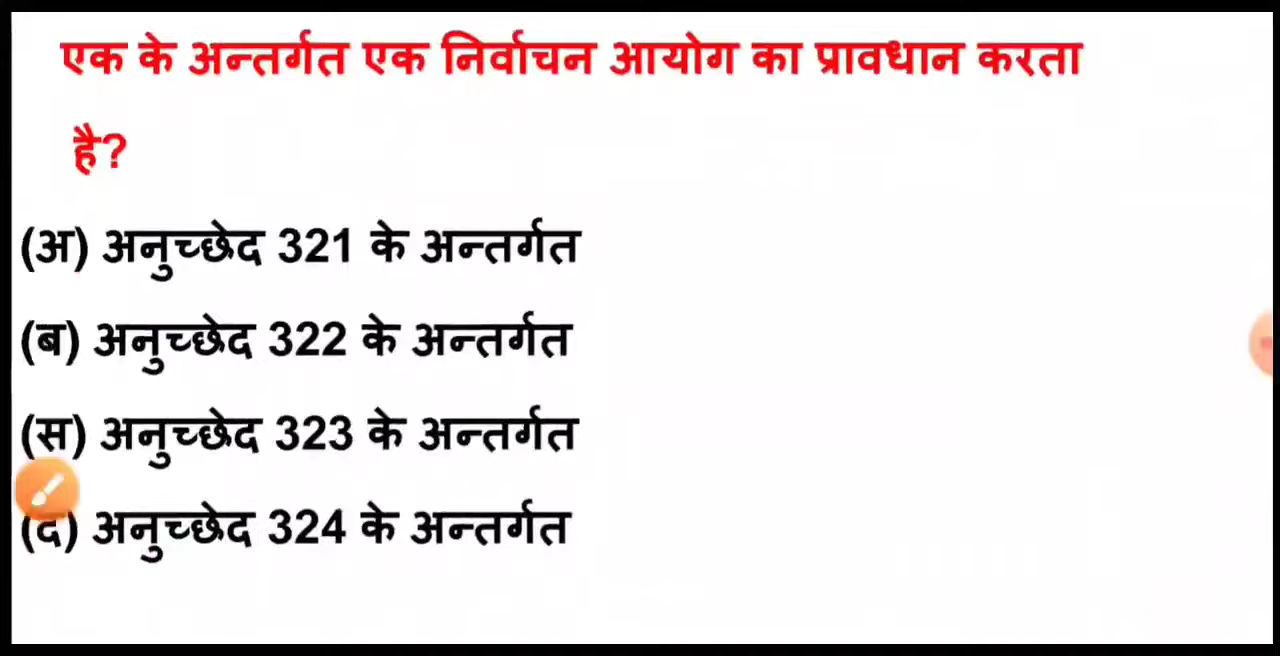 एक के अन्तर्गत एक निर्वाचन आयोग का प्रावधान करता
है?
(अ) अनुच्छेद 321 के अन्तर्गत
(ब) अनुच्छेद 322 के अन्तर्गत
(स) अनुच्छेद 323 के अन्तर्गत
(द) अनुच्छेद 324 के अन्तर्गत